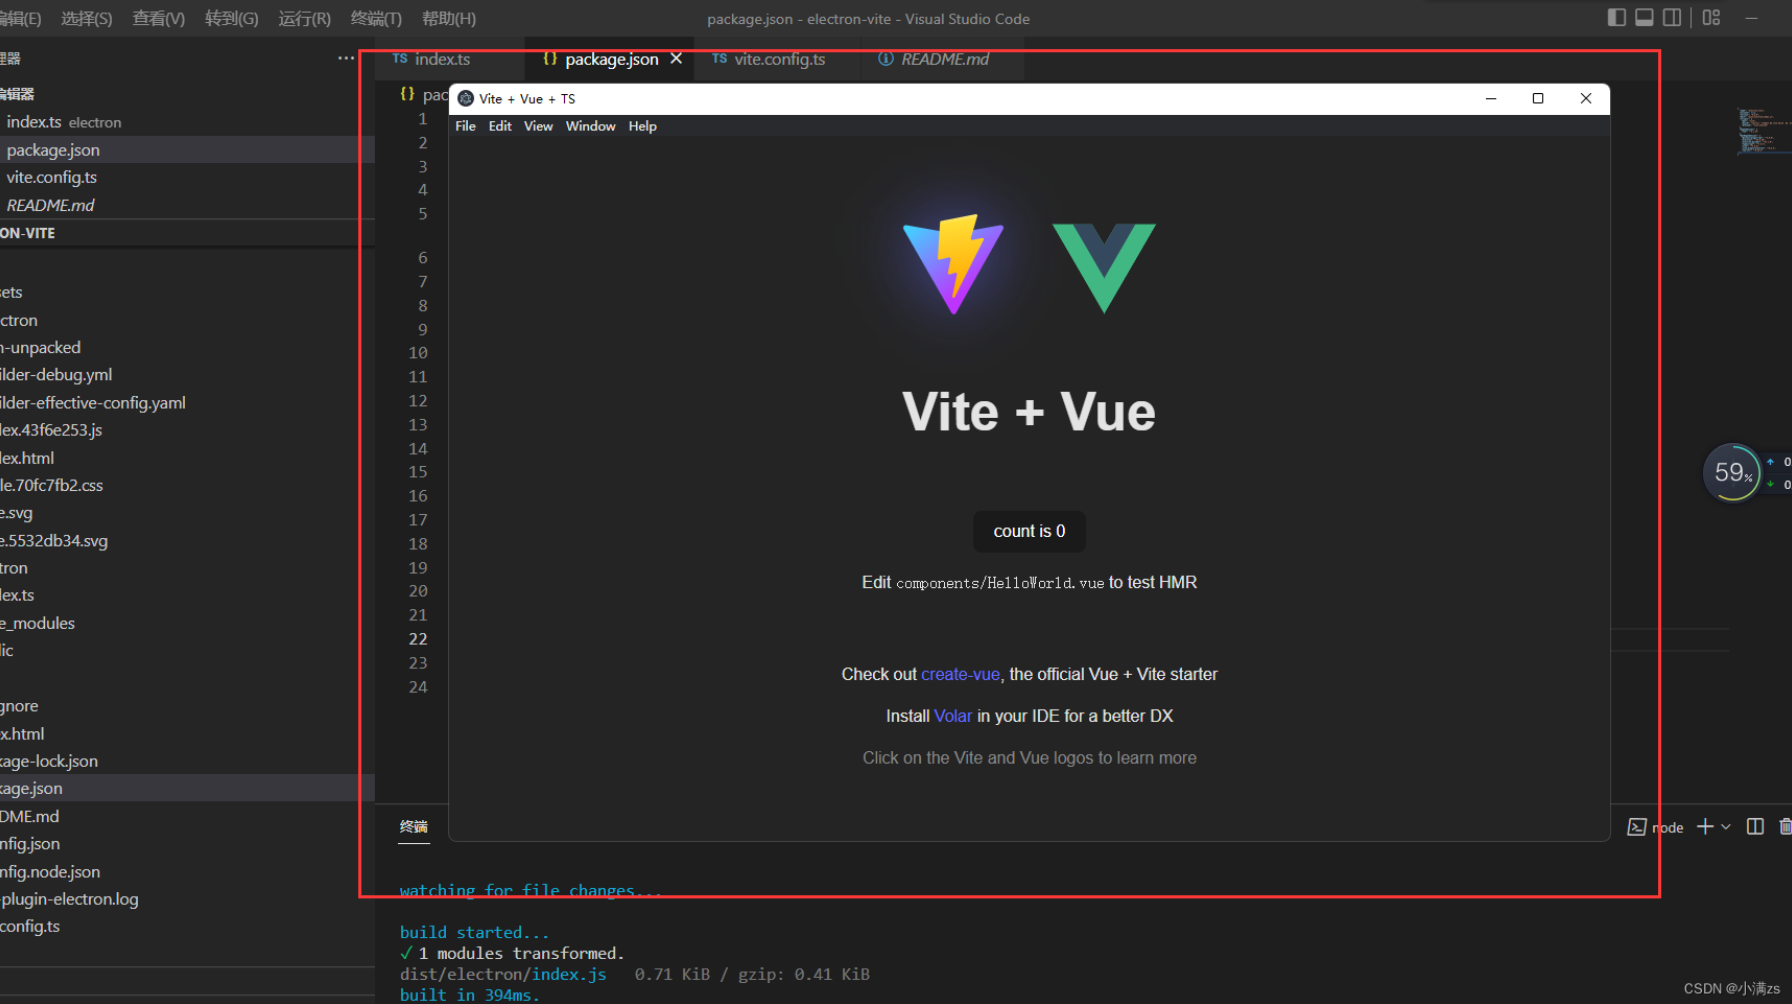 编辑(E) 选择(S) 查看(V) 转到(G) 运行(R) 终端(T) 帮助(H)
package.json - electron-vite - Visual Studio Code
理器 ...
TS index.ts
{} package.json ×
TS vite.config.ts
README.md
编辑器
index.ts electron
package.json
vite.config.ts
README.md
ON-VITE
sets
ctron
n-unpacked
ilder-debug.yml
ilder-effective-config.yaml
lex.43f6e253.js
lex.html
le.70fc7fb2.css
e.svg
e.5532db34.svg
tron
lex.ts
e_modules
lic
gnore
x.html
kage-lock.json
kage.json
DME.md
nfig.json
nfig.node.json
-plugin-electron.log
config.ts
{} pac
1
2
3
4
5
6
7
8
9
10
11
12
13
14
15
16
17
18
19
20
21
22
23
24
Vite + Vue + TS
File Edit View Window Help
Vite + Vue
count is 0
Edit components/HelloWorld.vue to test HMR
Check out create-vue, the official Vue + Vite starter
Install Volar in your IDE for a better DX
Click on the Vite and Vue logos to learn more
59%
↑ 0
↓ 0
终端
node
watching for file changes...
build started...
✓ 1 modules transformed.
dist/electron/index.js 0.71 KiB / gzip: 0.41 KiB
built in 394ms.
CSDN @小满zs